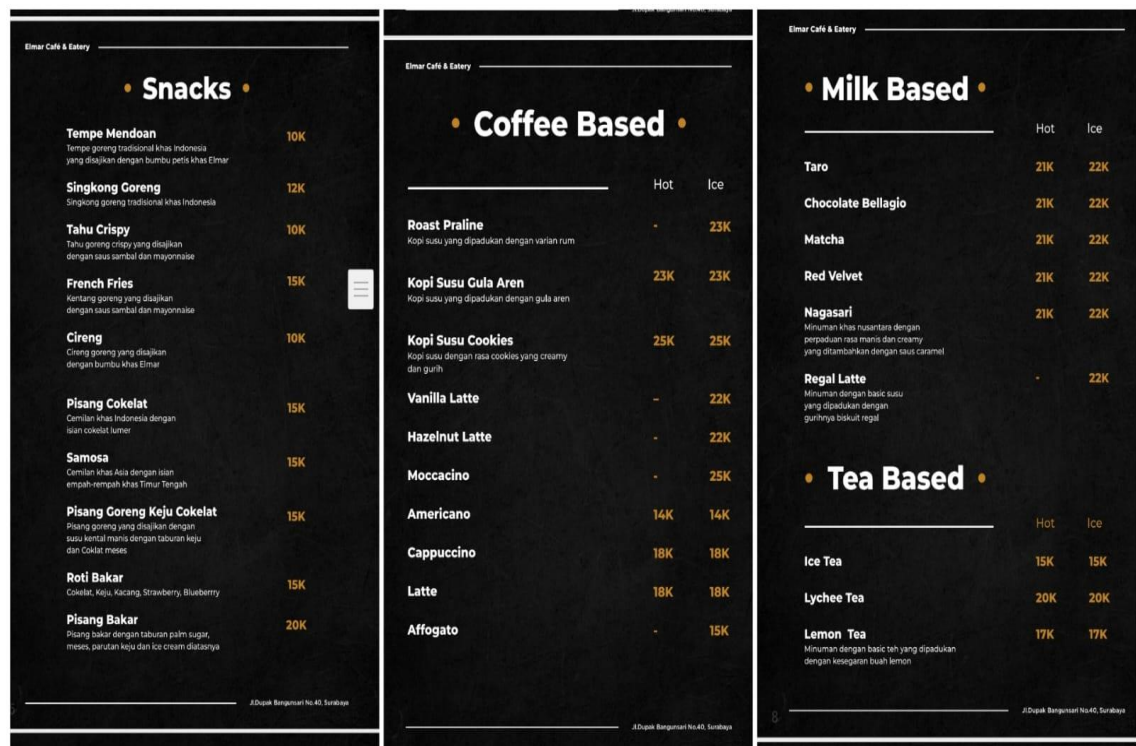 Elmar Café & Eatery
• Snacks •
Tempe Mendoan 10K
Tempe goreng tradisional khas Indonesia
yang disajikan dengan bumbu petis khas Elmar
Singkong Goreng 12K
Singkong goreng tradisional khas Indonesia
Tahu Crispy 10K
Tahu goreng crispy yang disajikan
dengan saus sambal dan mayonnaise
French Fries 15K
Kentang goreng yang disajikan
dengan saus sambal dan mayonnaise
Cireng 10K
Cireng goreng yang disajikan
dengan bumbu khas Elmar
Pisang Cokelat 15K
Cemilan khas Indonesia dengan
isian cokelat lumer
Samosa 15K
Cemilan khas Asia dengan isian
empah-rempah khas Timur Tengah
Pisang Goreng Keju Cokelat 15K
Pisang goreng yang disajikan dengan
susu kental manis dengan taburan keju
dan Coklat meses
Roti Bakar 15K
Cokelat, Keju, Kacang, Strawberry, Blueberrry
Pisang Bakar 20K
Pisang bakar dengan taburan palm sugar,
meses, parutan keju dan ice cream diatasnya
Jl.Dupak Bangunsari No.40, Surabaya
Elmar Café & Eatery
• Coffee Based •
Hot Ice
Roast Praline - 23K
Kopi susu yang dipadukan dengan varian rum
Kopi Susu Gula Aren 23K 23K
Kopi susu yang dipadukan dengan gula aren
Kopi Susu Cookies 25K 25K
Kopi susu dengan rasa cookies yang creamy
dan gurih
Vanilla Latte - 22K
Hazelnut Latte - 22K
Moccacino - 25K
Americano 14K 14K
Cappuccino 18K 18K
Latte 18K 18K
Affogato - 15K
Jl.Dupak Bangunsari No.40, Surabaya
Elmar Café & Eatery
• Milk Based •
Hot Ice
Taro 21K 22K
Chocolate Bellagio 21K 22K
Matcha 21K 22K
Red Velvet 21K 22K
Nagasari 21K 22K
Minuman khas nusantara dengan
perpaduan rasa manis dan creamy
yang ditambahkan dengan saus caramel
Regal Latte - 22K
Minuman dengan basic susu
yang dipadukan dengan
gurihnya biskuit regal
• Tea Based •
Hot Ice
Ice Tea 15K 15K
Lychee Tea 20K 20K
Lemon Tea 17K 17K
Minuman dengan basic teh yang dipadukan
dengan kesegaran buah lemon
8
Jl.Dupak Bangunsari No.40, Surabaya